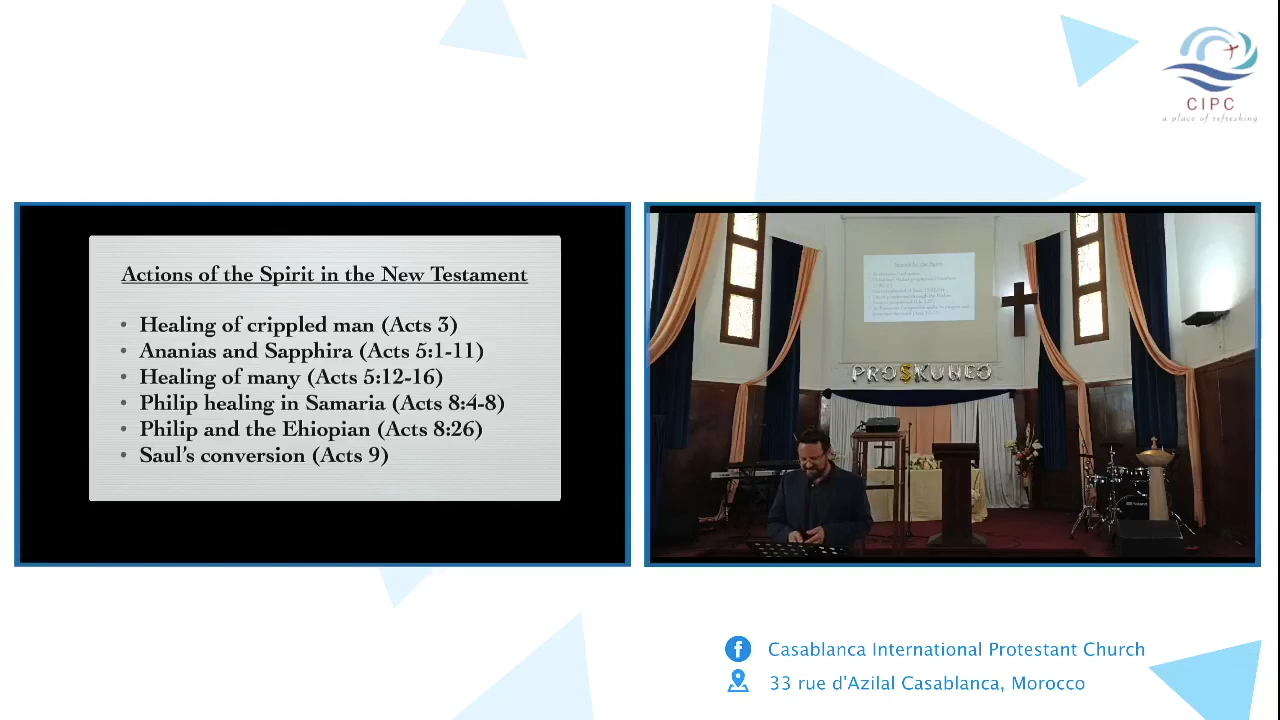 CIPC
a place of refreshing
Actions of the Spirit in the New Testament
• Healing of crippled man (Acts 3)
• Ananias and Sapphira (Acts 5:1-11)
• Healing of many (Acts 5:12-16)
• Philip healing in Samaria (Acts 8:4-8)
• Philip and the Ehiopian (Acts 8:26)
• Saul's conversion (Acts 9)
PROSKUNEO
Casablanca International Protestant Church
33 rue d'Azilal Casablanca, Morocco